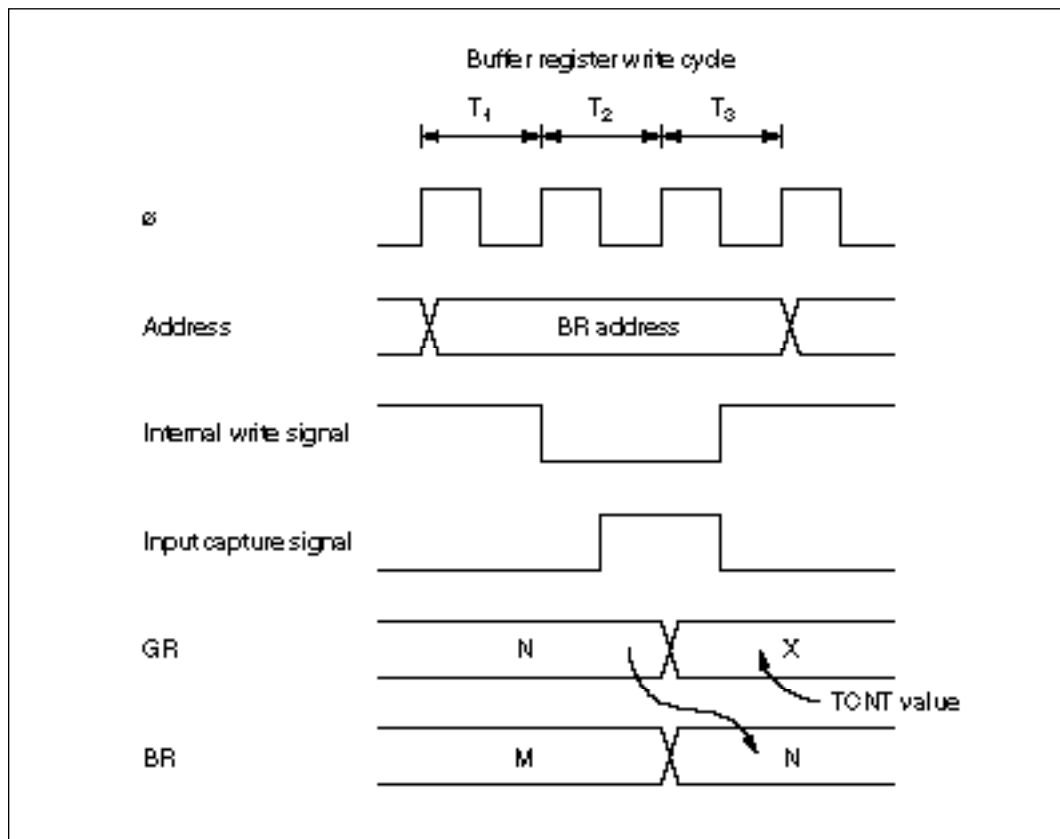 Buffer register write cycle
T1 T2 T3
ø
Address BR address
Internal write signal
Input capture signal
GR N X
TCNT value
BR M N